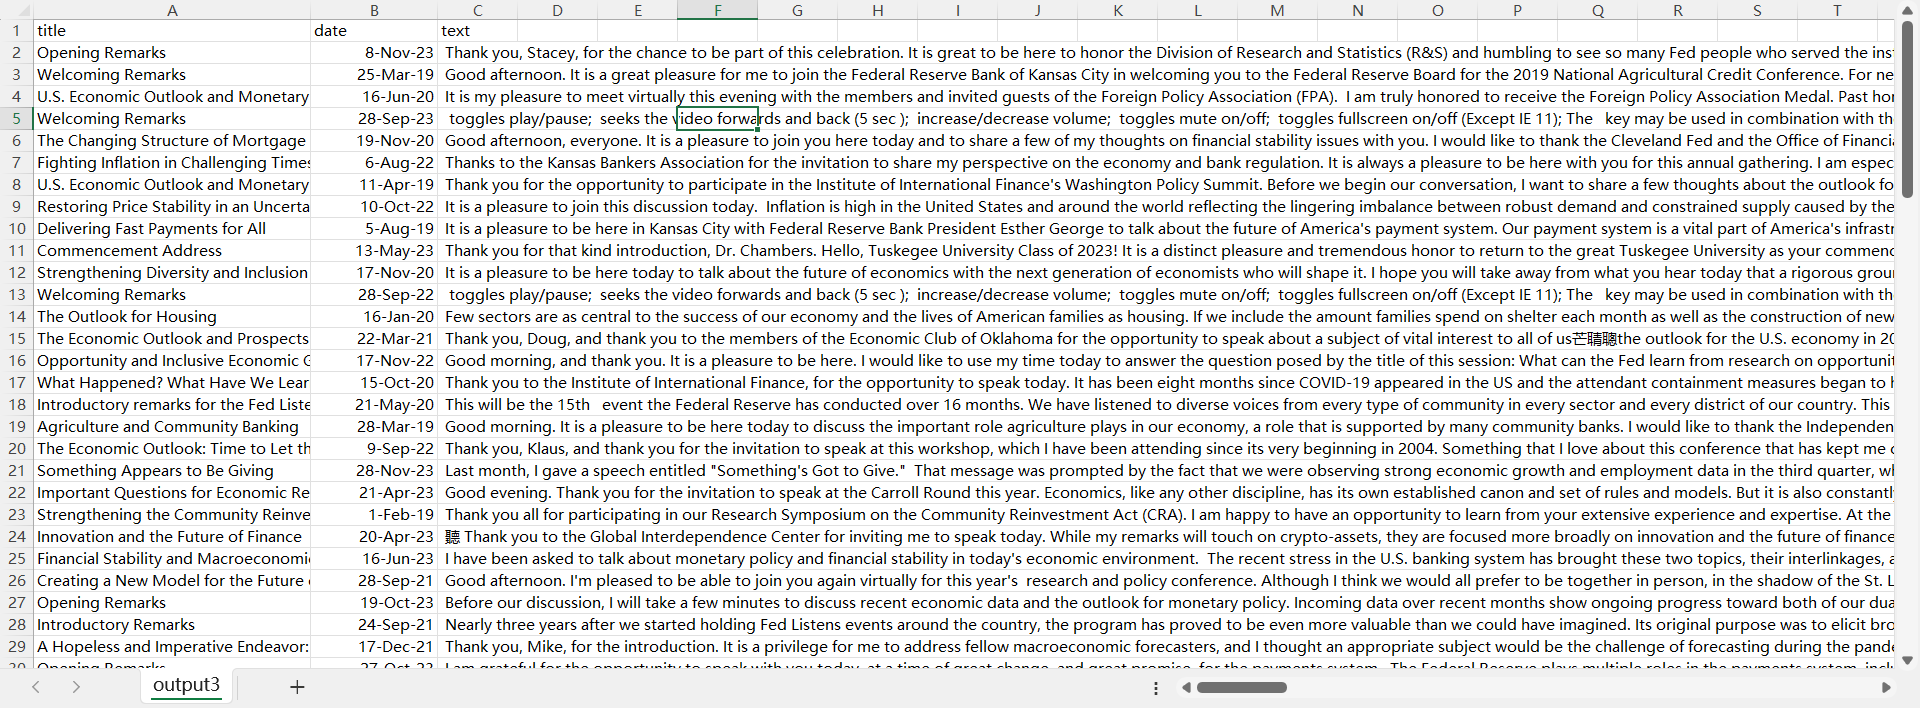 A B C D E F G H I J K L M N O P Q R S T
1 title date text
2 Opening Remarks 8-Nov-23 Thank you, Stacey, for the chance to be part of this celebration. It is great to be here to honor the Division of Research and Statistics (R&S) and humbling to see so many Fed people who served the ins
3 Welcoming Remarks 25-Mar-19 Good afternoon. It is a great pleasure for me to join the Federal Reserve Bank of Kansas City in welcoming you to the Federal Reserve Board for the 2019 National Agricultural Credit Conference. For ne
4 U.S. Economic Outlook and Monetary 16-Jun-20 It is my pleasure to meet virtually this evening with the members and invited guests of the Foreign Policy Association (FPA). I am truly honored to receive the Foreign Policy Association Medal. Past ho
5 Welcoming Remarks 28-Sep-23 toggles play/pause; seeks the video forwards and back (5 sec ); increase/decrease volume; toggles mute on/off; toggles fullscreen on/off (Except IE 11); The key may be used in combination with th
6 The Changing Structure of Mortgage 19-Nov-20 Good afternoon, everyone. It is a pleasure to join you here today and to share a few of my thoughts on financial stability issues with you. I would like to thank the Cleveland Fed and the Office of Financi
7 Fighting Inflation in Challenging Times 6-Aug-22 Thanks to the Kansas Bankers Association for the invitation to share my perspective on the economy and bank regulation. It is always a pleasure to be here with you for this annual gathering. I am espec
8 U.S. Economic Outlook and Monetary 11-Apr-19 Thank you for the opportunity to participate in the Institute of International Finance's Washington Policy Summit. Before we begin our conversation, I want to share a few thoughts about the outlook fo
9 Restoring Price Stability in an Uncerta 10-Oct-22 It is a pleasure to join this discussion today. Inflation is high in the United States and around the world reflecting the lingering imbalance between robust demand and constrained supply caused by the
10 Delivering Fast Payments for All 5-Aug-19 It is a pleasure to be here in Kansas City with Federal Reserve Bank President Esther George to talk about the future of America's payment system. Our payment system is a vital part of America's infrastr
11 Commencement Address 13-May-23 Thank you for that kind introduction, Dr. Chambers. Hello, Tuskegee University Class of 2023! It is a distinct pleasure and tremendous honor to return to the great Tuskegee University as your commenc
12 Strengthening Diversity and Inclusion 17-Nov-20 It is a pleasure to be here today to talk about the future of economics with the next generation of economists who will shape it. I hope you will take away from what you hear today that a rigorous grou
13 Welcoming Remarks 28-Sep-22 toggles play/pause; seeks the video forwards and back (5 sec ); increase/decrease volume; toggles mute on/off; toggles fullscreen on/off (Except IE 11); The key may be used in combination with th
14 The Outlook for Housing 16-Jan-20 Few sectors are as central to the success of our economy and the lives of American families as housing. If we include the amount families spend on shelter each month as well as the construction of new
15 The Economic Outlook and Prospects 22-Mar-21 Thank you, Doug, and thank you to the members of the Economic Club of Oklahoma for the opportunity to speak about a subject of vital interest to all of us芒聙聰the outlook for the U.S. economy in 20
16 Opportunity and Inclusive Economic G 17-Nov-22 Good morning, and thank you. It is a pleasure to be here. I would like to use my time today to answer the question posed by the title of this session: What can the Fed learn from research on opportunit
17 What Happened? What Have We Lear 15-Oct-20 Thank you to the Institute of International Finance, for the opportunity to speak today. It has been eight months since COVID-19 appeared in the US and the attendant containment measures began to h
18 Introductory remarks for the Fed Liste 21-May-20 This will be the 15th event the Federal Reserve has conducted over 16 months. We have listened to diverse voices from every type of community in every sector and every district of our country. This
19 Agriculture and Community Banking 28-Mar-19 Good morning. It is a pleasure to be here today to discuss the important role agriculture plays in our economy, a role that is supported by many community banks. I would like to thank the Independen
20 The Economic Outlook: Time to Let th 9-Sep-22 Thank you, Klaus, and thank you for the invitation to speak at this workshop, which I have been attending since its very beginning in 2004. Something that I love about this conference that has kept me c
21 Something Appears to Be Giving 28-Nov-23 Last month, I gave a speech entitled "Something's Got to Give." That message was prompted by the fact that we were observing strong economic growth and employment data in the third quarter, wh
22 Important Questions for Economic Re 21-Apr-23 Good evening. Thank you for the invitation to speak at the Carroll Round this year. Economics, like any other discipline, has its own established canon and set of rules and models. But it is also constantl
23 Strengthening the Community Reinve 1-Feb-19 Thank you all for participating in our Research Symposium on the Community Reinvestment Act (CRA). I am happy to have an opportunity to learn from your extensive experience and expertise. At the
24 Innovation and the Future of Finance 20-Apr-23 聽 Thank you to the Global Interdependence Center for inviting me to speak today. While my remarks will touch on crypto-assets, they are focused more broadly on innovation and the future of finance
25 Financial Stability and Macroeconomi 16-Jun-23 I have been asked to talk about monetary policy and financial stability in today's economic environment. The recent stress in the U.S. banking system has brought these two topics, their interlinkages, a
26 Creating a New Model for the Future 28-Sep-21 Good afternoon. I'm pleased to be able to join you again virtually for this year's research and policy conference. Although I think we would all prefer to be together in person, in the shadow of the St. L
27 Opening Remarks 19-Oct-23 Before our discussion, I will take a few minutes to discuss recent economic data and the outlook for monetary policy. Incoming data over recent months show ongoing progress toward both of our dua
28 Introductory Remarks 24-Sep-21 Nearly three years after we started holding Fed Listens events around the country, the program has proved to be even more valuable than we could have imagined. Its original purpose was to elicit bro
29 A Hopeless and Imperative Endeavor: 17-Dec-21 Thank you, Mike, for the introduction. It is a privilege for me to address fellow macroeconomic forecasters, and I thought an appropriate subject would be the challenge of forecasting during the pande
Opening Remarks I am grateful for the opportunity to speak with you today, at a time of great change, and great promise, for the payments system. The Federal Reserve plays multiple roles in the payments system, incl
output3